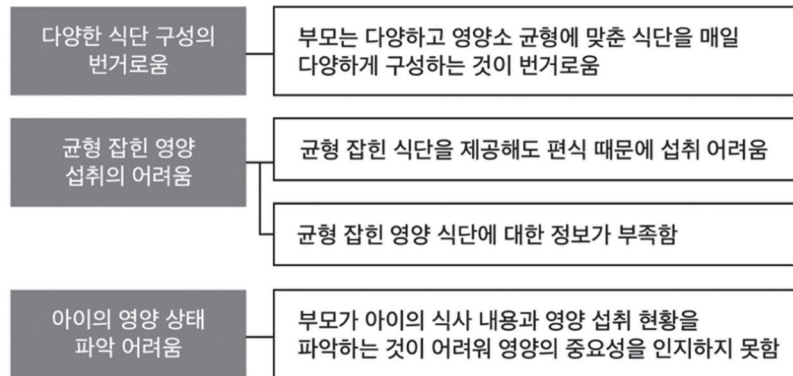 다양한 식단 구성의
번거로움
부모는 다양하고 영양소 균형에 맞춘 식단을 매일
다양하게 구성하는 것이 번거로움
균형 잡힌 영양
섭취의 어려움
균형 잡힌 식단을 제공해도 편식 때문에 섭취 어려움
균형 잡힌 영양 식단에 대한 정보가 부족함
아이의 영양 상태
파악 어려움
부모가 아이의 식사 내용과 영양 섭취 현황을
파악하는 것이 어려워 영양의 중요성을 인지하지 못함